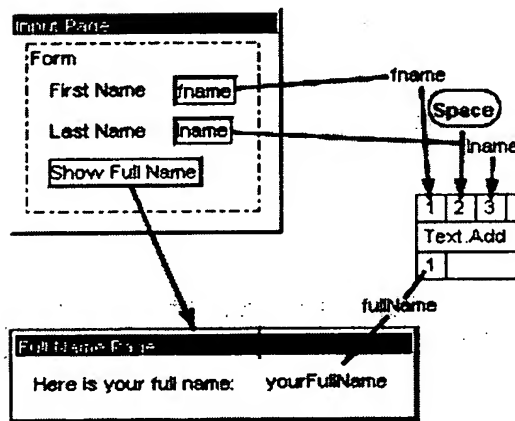 Input Page
Form
First Name fname
fname
Space
Last Name lname
lname
Show Full Name
1 2 3
Text.Add
1
fullName
Full Name Page
Here is your full name: yourFullName